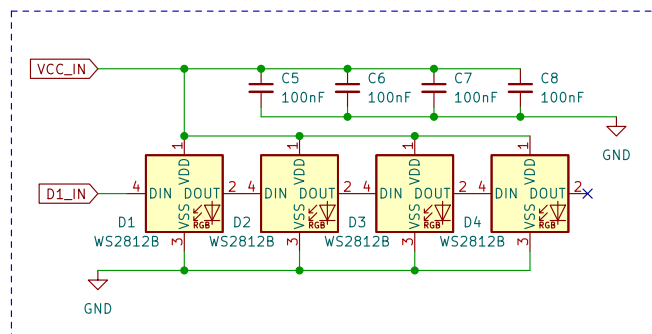 VCC_IN
C5
100nF
C6
100nF
C7
100nF
C8
100nF
GND
D1_IN
1
VDD
4
DIN
DOUT
2
VSS
RGB
3
D1
WS2812B
1
VDD
4
DIN
DOUT
2
VSS
RGB
3
D2
WS2812B
1
VDD
4
DIN
DOUT
2
VSS
RGB
3
D3
WS2812B
1
VDD
4
DIN
DOUT
2
VSS
RGB
3
D4
WS2812B
GND